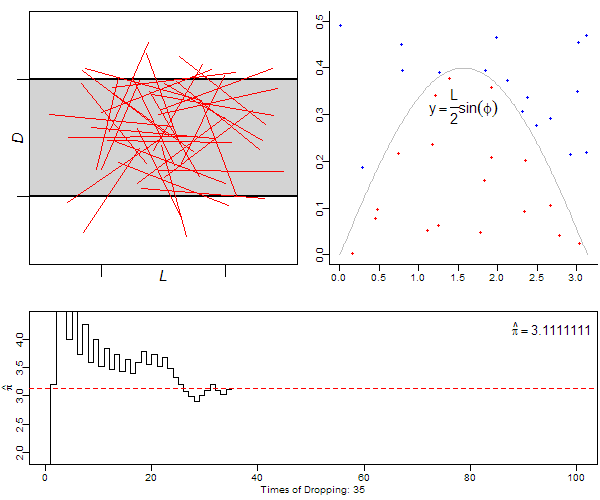 D
L
0.0 0.1 0.2 0.3 0.4 0.5
y = L/2 sin(ϕ)
0.0 0.5 1.0 1.5 2.0 2.5 3.0
π̂
2.0 2.5 3.0 3.5 4.0
π̂ = 3.1111111
0 20 40 60 80 100
Times of Dropping: 35